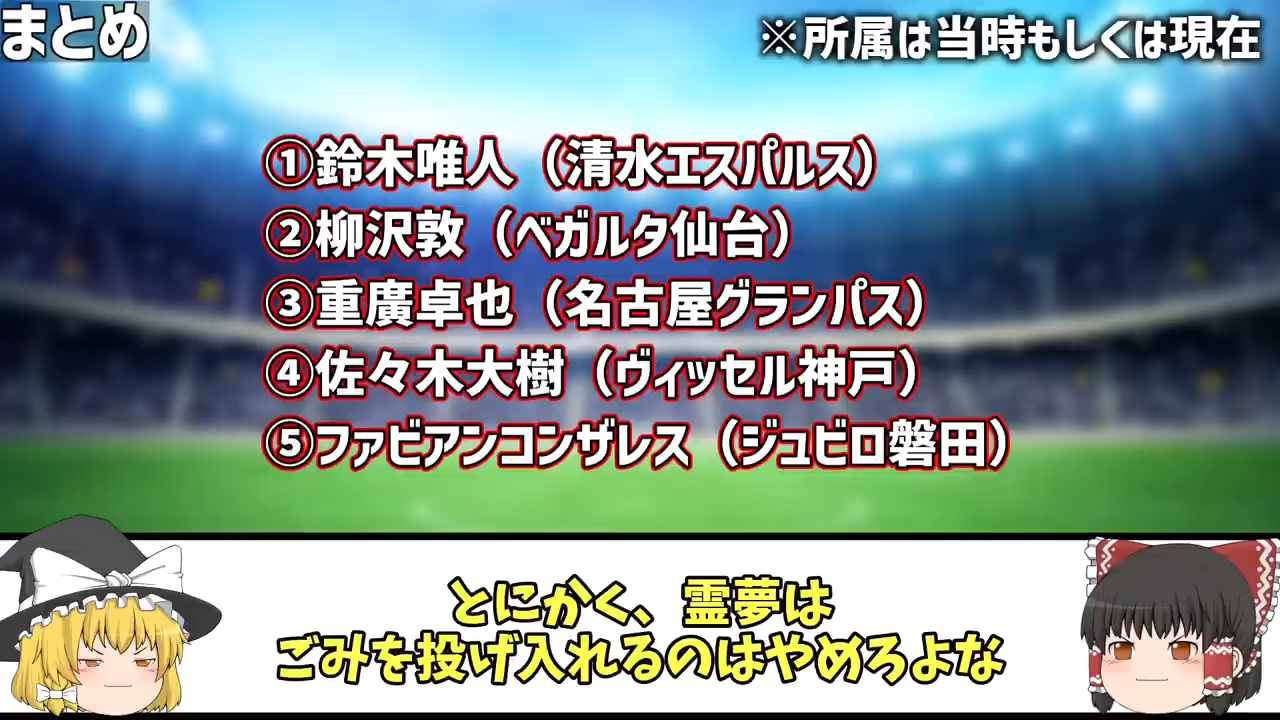 まとめ
※所属は当時もしくは現在
①鈴木唯人（清水エスパルス）
②柳沢敦（ベガルタ仙台）
③重廣卓也（名古屋グランパス）
④佐々木大樹（ヴィッセル神戸）
⑤ファビアンコンザレス（ジュビロ磐田）
とにかく、霊夢は
ごみを投げ入れるのはやめろよな